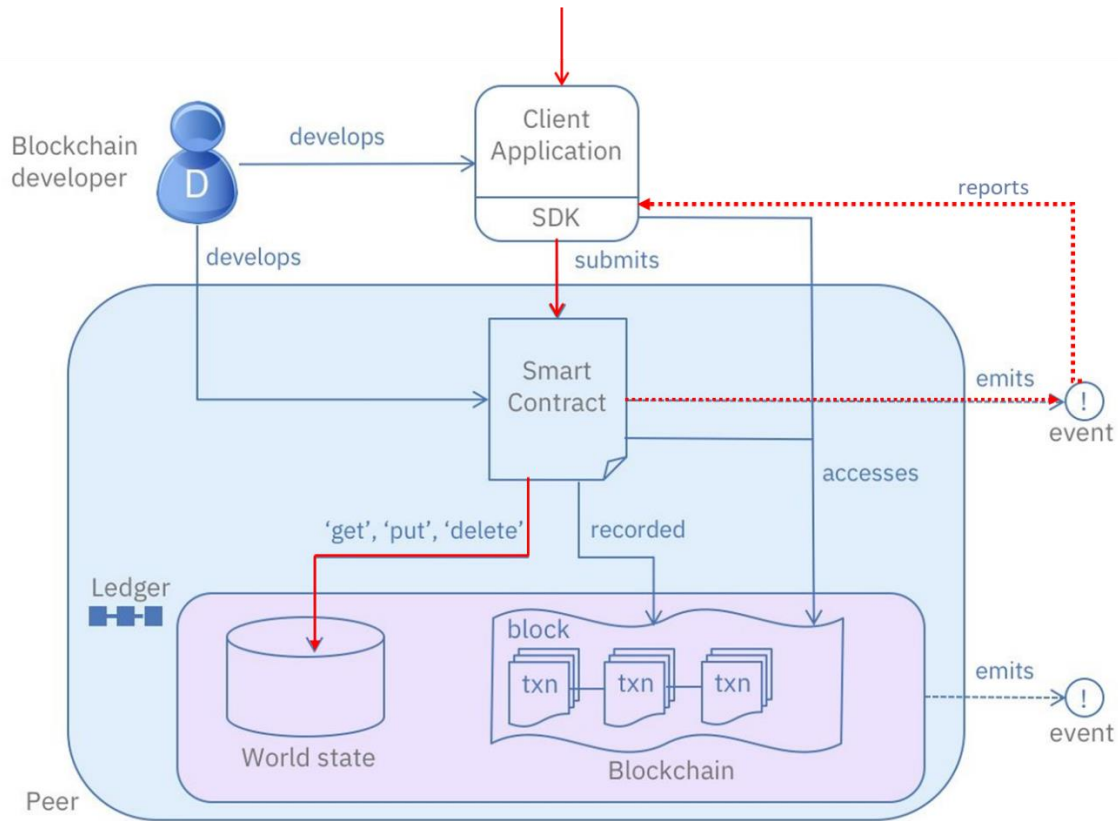 Client
Application
develops
Blockchain
developer
D
reports
SDK
develops
submits
Smart
Contract
emits
!
event
accesses
‘get’, ‘put’, ‘delete’
recorded
Ledger
block
txn
txn
txn
emits
!
event
World state
Blockchain
Peer